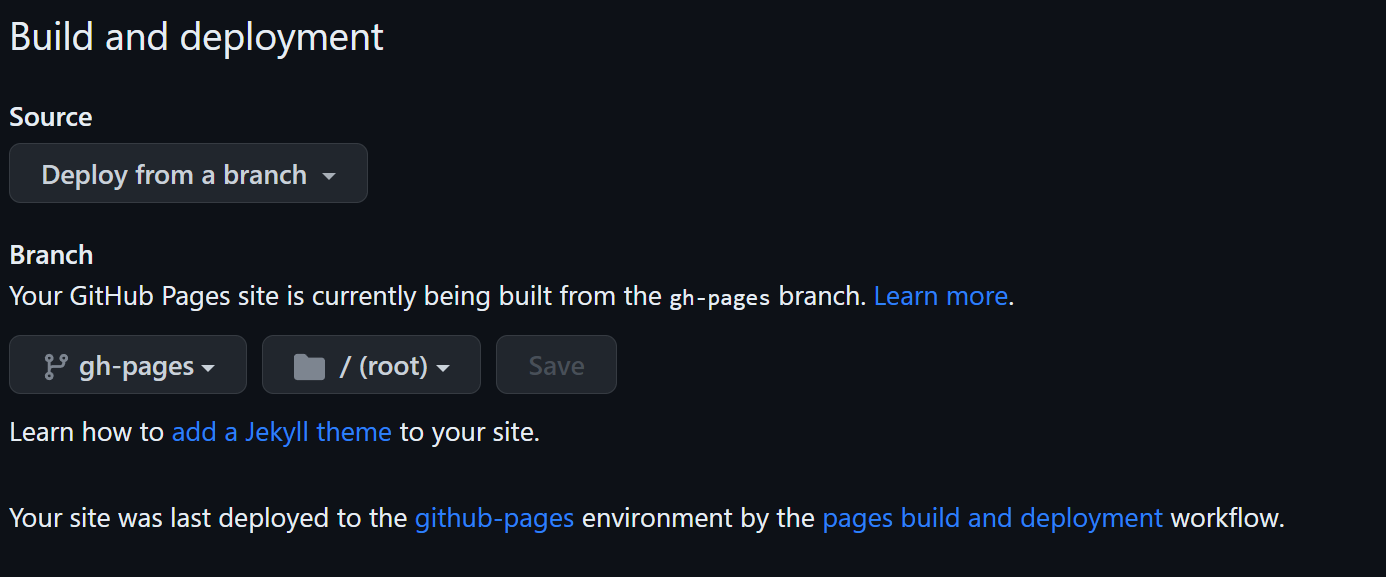 Build and deployment
Source
Deploy from a branch
Branch
Your GitHub Pages site is currently being built from the gh-pages branch. Learn more.
gh-pages / (root) Save
Learn how to add a Jekyll theme to your site.
Your site was last deployed to the github-pages environment by the pages build and deployment workflow.